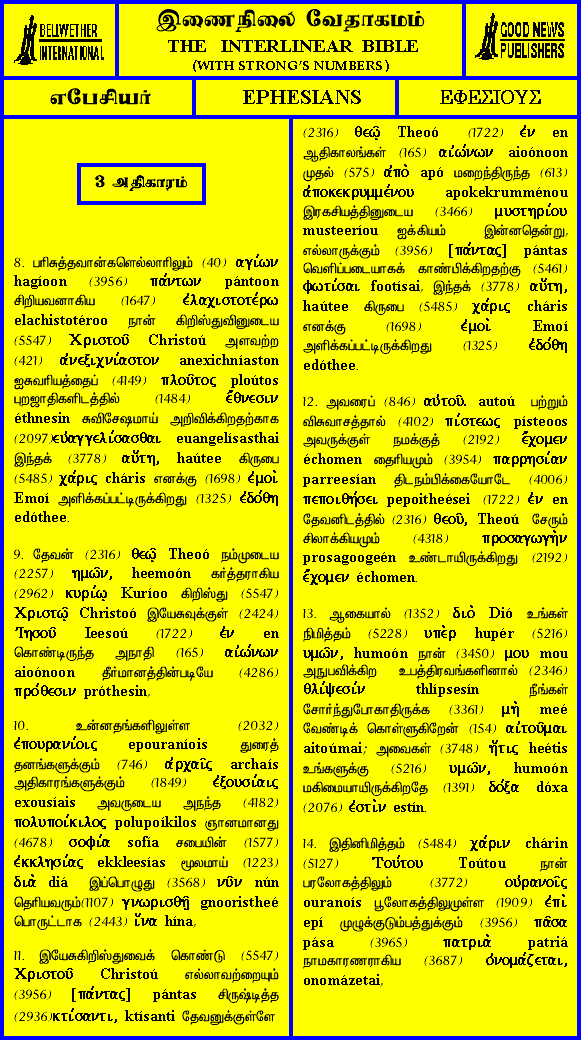 BELLWETHER
INTERNATIONAL
இணைநிலை வேதாகமம்
THE INTERLINEAR BIBLE
(WITH STRONG'S NUMBERS)
GOOD NEWS
PUBLISHERS
எபேசியர்
EPHESIANS
ΕΦΕΣΙΟΥΣ
3 அதிகாரம்
8. பரிசுத்தவான்களெல்லாரிலும் (40) αγίων
hagíoon (3956) πάντων pántoon
சிறியவனாகிய (1647) ἐλαχιστοτέρω
elachistotéroo நான் கிறிஸ்துவினுடைய
(5547) Χριστοῦ Christoú அளவற்ற
(421) ἀνεξιχνίαστον anexichníaston
ஐசுவரியத்தைப் (4149) πλοῦτος ploútos
புறஜாதிகளிடத்தில் (1484) ἔθνεσιν
éthnesin சுவிசேஷமாய் அறிவிக்கிறதற்காக
(2097)εὐαγγελίσασθαι euangelísasthai
இந்தக் (3778) αὕτη, haútee கிருபை
(5485) χάρις cháris எனக்கு (1698) ἐμοὶ
Emoí அளிக்கப்பட்டிருக்கிறது (1325) ἐδόθη
edóthee.
9. தேவன் (2316) θεῷ Theoó நம்முடைய
(2257) ημῶν, heemoón கர்த்தராகிய
(2962) κυρίῳ Kuríoo கிறிஸ்து (5547)
Χριστῷ Christoó இயேசுவுக்குள் (2424)
Ἰησοῦ Ieesoú (1722) ἐν en
கொண்டிருந்த அநாதி (165) αἰώνων
aioónoon தீர்மானத்தின்படியே (4286)
πρόθεσιν próthesin,
10. உன்னதங்களிலுள்ள (2032)
ἐπουρανίοις epouraníois துரைத்
தனங்களுக்கும் (746) ἀρχαῖς archaís
அதிகாரங்களுக்கும் (1849) ἐξουσίαις
exousíais அவருடைய அநந்த (4182)
πολυποίκιλος polupoíkilos ஞானமானது
(4678) σοφία sofía சபையின் (1577)
ἐκκλησίας ekkleesías மூலமாய் (1223)
διὰ diá இப்பொழுது (3568) νῦν nún
தெரியவரும்(1107) γνωρισθῇ gnooristheé
பொருட்டாக (2443) ἵνα hína,
11. இயேசுகிறிஸ்துவைக் கொண்டு (5547)
Χριστοῦ Christoú எல்லாவற்றையும்
(3956) [πάντας] pántas சிருஷ்டித்த
(2936)κτίσαντι, ktísanti தேவனுக்குள்ளே
(2316) θεῷ Theoó (1722) ἐν en
ஆதிகாலங்கள் (165) αἰώνων aioónoon
முதல் (575) ἀπὸ apó மறைந்திருந்த (613)
ἀποκεκρυμμένου apokekrumménou
இரகசியத்தினுடைய (3466) μυστηρίου
musteeríou ஐக்கியம் இன்னதென்று,
எல்லாருக்கும் (3956) [πάντας] pántas
வெளிப்படையாகக் காண்பிக்கிறதற்கு (5461)
φωτίσαι footísai, இந்தக் (3778) αὕτη,
haútee கிருபை (5485) χάρις cháris
எனக்கு (1698) ἐμοὶ Emoí
அளிக்கப்பட்டிருக்கிறது (1325) ἐδόθη
edóthee.
12. அவரைப் (846) αὐτοῦ. autoú பற்றும்
விசுவாசத்தால் (4102) πίστεως písteoos
அவருக்குள் நமக்குத் (2192) ἔχομεν
échomen தைரியமும் (3954) παρρησίαν
parreesían திடநம்பிக்கையோடே (4006)
πεποιθήσει pepoitheései (1722) ἐν en
தேவனிடத்தில் (2316) θεοῦ, Theoú சேரும்
சிலாக்கியமும் (4318) προσαγωγὴν
prosagoogeén உண்டாயிருக்கிறது (2192)
ἔχομεν échomen.
13. ஆகையால் (1352) διὸ Dió உங்கள்
நிமித்தம் (5228) υπὲρ hupér (5216)
υμῶν, humoón நான் (3450) μου mou
அநுபவிக்கிற உபத்திரவங்களினால் (2346)
θλίψεσίν thlípsesín நீங்கள்
சோர்ந்துபோகாதிருக்க (3361) μὴ meé
வேண்டிக் கொள்ளுகிறேன் (154) αἰτοῦμαι
aitoúmai; அவைகள் (3748) ἥτις heétis
உங்களுக்கு (5216) υμῶν, humoón
மகிமையாயிருக்கிறதே (1391) δόξα dóxa
(2076) ἐστὶν estín.
14. இதினிமித்தம் (5484) χάριν chárin
(5127) Τούτου Toútou நான்
பரலோகத்திலும் (3772) οὐρανοῖς
ouranoís பூலோகத்திலுமுள்ள (1909) ἐπὶ
epí முழுக்குடும்பத்துக்கும் (3956) πᾶσα
pása (3965) πατριὰ patriá
நாமகாரணராகிய (3687) ὀνομάζεται,
onomázetai,